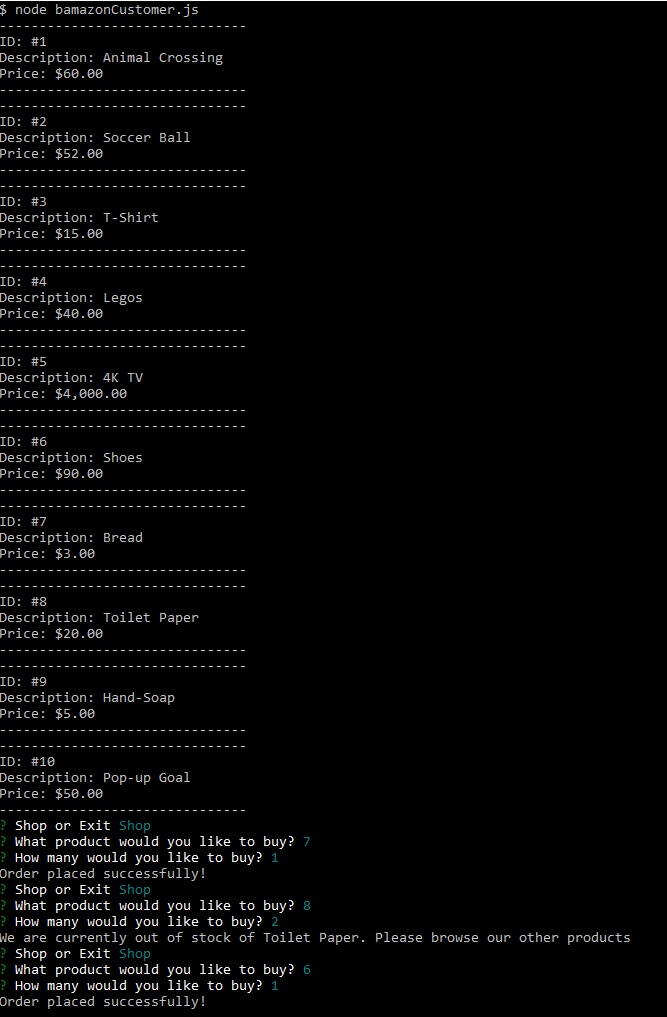 $ node bamazonCustomer.js
-------------------------------
ID: #1
Description: Animal Crossing
Price: $60.00
-------------------------------
-------------------------------
ID: #2
Description: Soccer Ball
Price: $52.00
-------------------------------
-------------------------------
ID: #3
Description: T-Shirt
Price: $15.00
-------------------------------
-------------------------------
ID: #4
Description: Legos
Price: $40.00
-------------------------------
-------------------------------
ID: #5
Description: 4K TV
Price: $4,000.00
-------------------------------
-------------------------------
ID: #6
Description: Shoes
Price: $90.00
-------------------------------
-------------------------------
ID: #7
Description: Bread
Price: $3.00
-------------------------------
-------------------------------
ID: #8
Description: Toilet Paper
Price: $20.00
-------------------------------
-------------------------------
ID: #9
Description: Hand-Soap
Price: $5.00
-------------------------------
-------------------------------
ID: #10
Description: Pop-up Goal
Price: $50.00
-------------------------------
? Shop or Exit Shop
? What product would you like to buy? 7
? How many would you like to buy? 1
Order placed successfully!
? Shop or Exit Shop
? What product would you like to buy? 8
? How many would you like to buy? 2
We are currently out of stock of Toilet Paper. Please browse our other products
? Shop or Exit Shop
? What product would you like to buy? 6
? How many would you like to buy? 1
Order placed successfully!